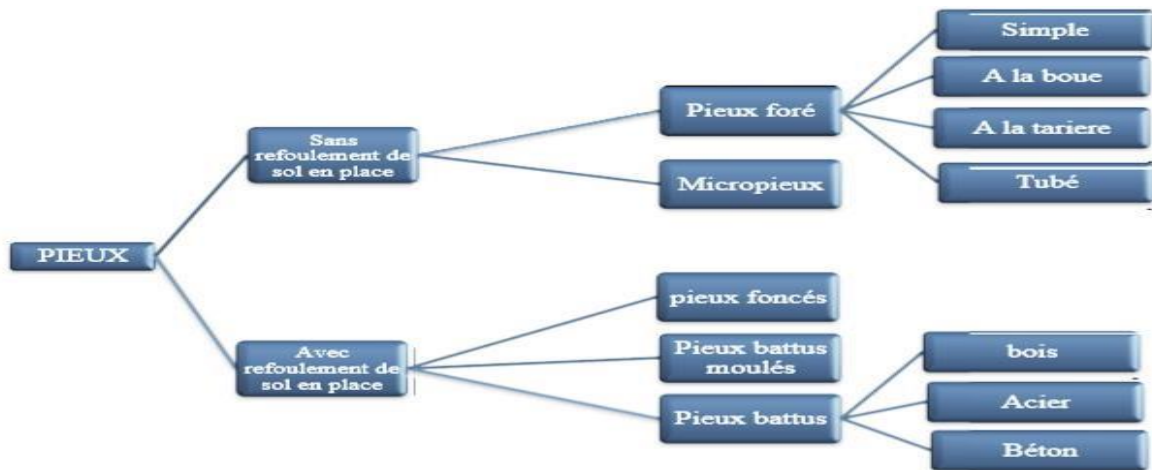 PIEUX
Sans
refoulement de
sol en place
Pieux foré
Simple
A la boue
A la tariere
Tubé
Micropieux
Avec
refoulement de
sol en place
pieux foncés
Pieux battus
moulés
Pieux battus
bois
Acier
Béton